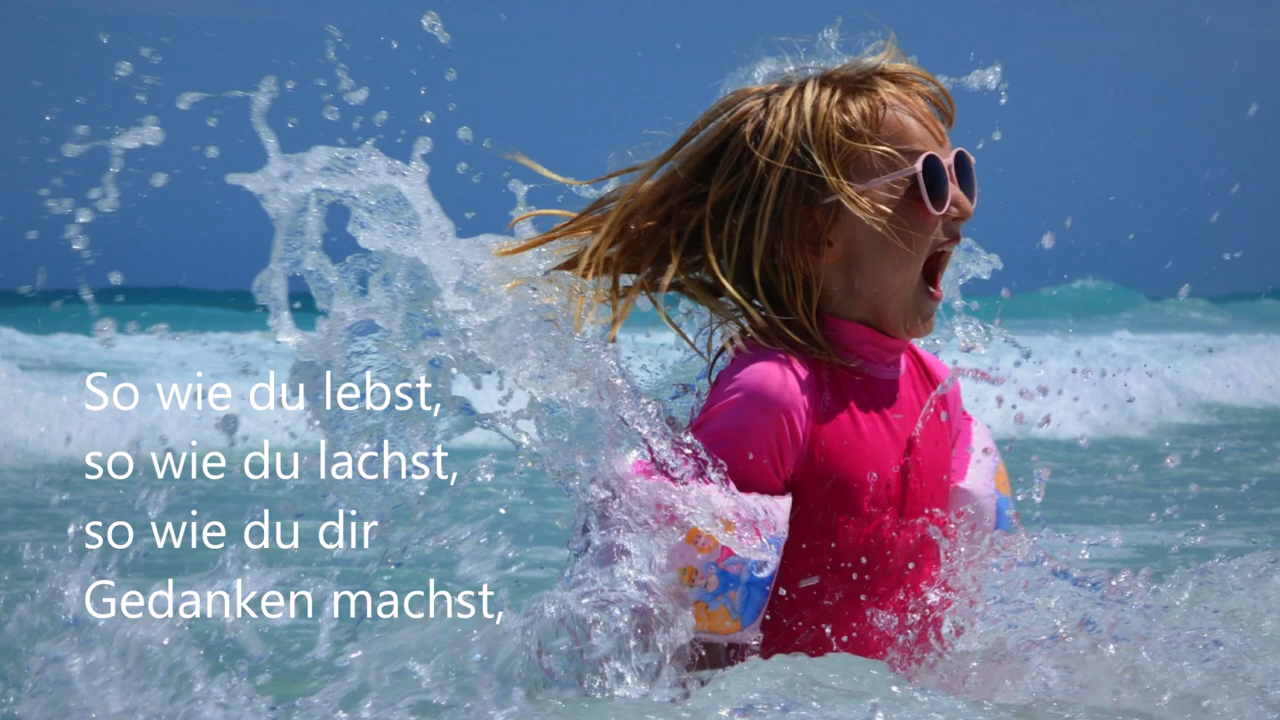 So wie du lebst,
so wie du lachst,
so wie du dir
Gedanken machst,